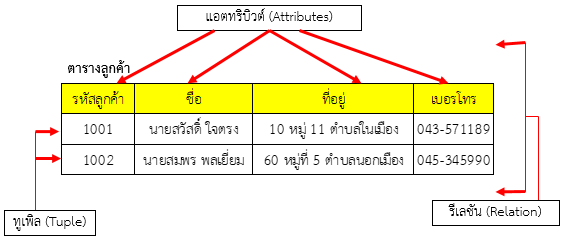 แอตทริบิวต์ (Attributes)
ตารางลูกค้า
รหัสลูกค้า ชื่อ ที่อยู่ เบอรโทร
1001 นายสวัสดิ์ ใจตรง 10 หมู่ 11 ตำบลในเมือง 043-571189
1002 นายสมพร พลเยี่ยม 60 หมู่ที่ 5 ตำบลนอกเมือง 045-345990
ทูเพิล (Tuple)
รีเลชัน (Relation)